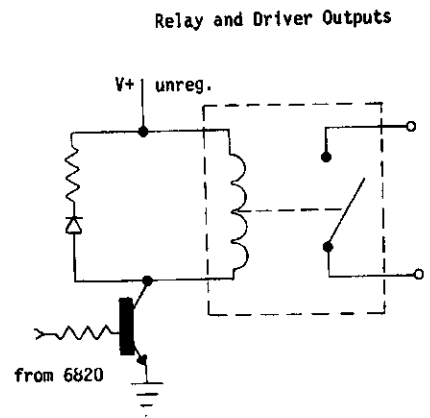 Relay and Driver Outputs
V+ unreg.
from 6820